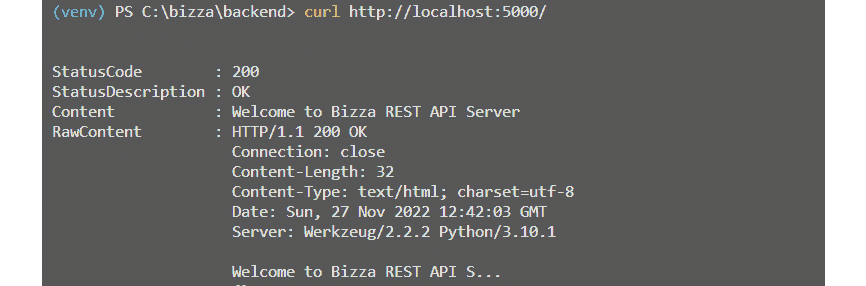 (venv) PS C:\bizza\backend> curl http://localhost:5000/
StatusCode        : 200
StatusDescription : OK
Content           : Welcome to Bizza REST API Server
RawContent        : HTTP/1.1 200 OK
                    Connection: close
                    Content-Length: 32
                    Content-Type: text/html; charset=utf-8
                    Date: Sun, 27 Nov 2022 12:42:03 GMT
                    Server: Werkzeug/2.2.2 Python/3.10.1
                    Welcome to Bizza REST API S...